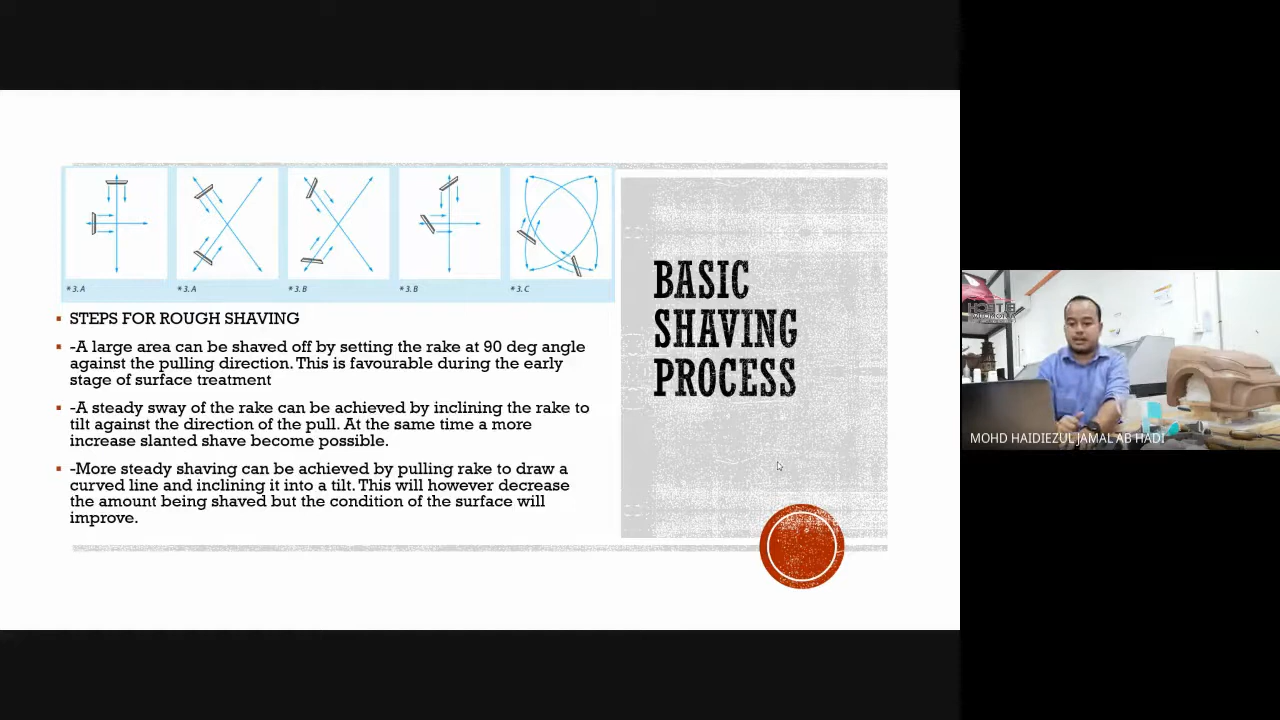 *3. A
*3. A
*3. B
*3. B
*3. C
STEPS FOR ROUGH SHAVING
-A large area can be shaved off by setting the rake at 90 deg angle
against the pulling direction. This is favourable during the early
stage of surface treatment
-A steady sway of the rake can be achieved by inclining the rake to
tilt against the direction of the pull. At the same time a more
increase slanted shave become possible.
-More steady shaving can be achieved by pulling rake to draw a
curved line and inclining it into a tilt. This will however decrease
the amount being shaved but the condition of the surface will
improve.
BASIC
SHAVING
PROCESS
MOHD HAIDIEZUL JAMAL AB HADI